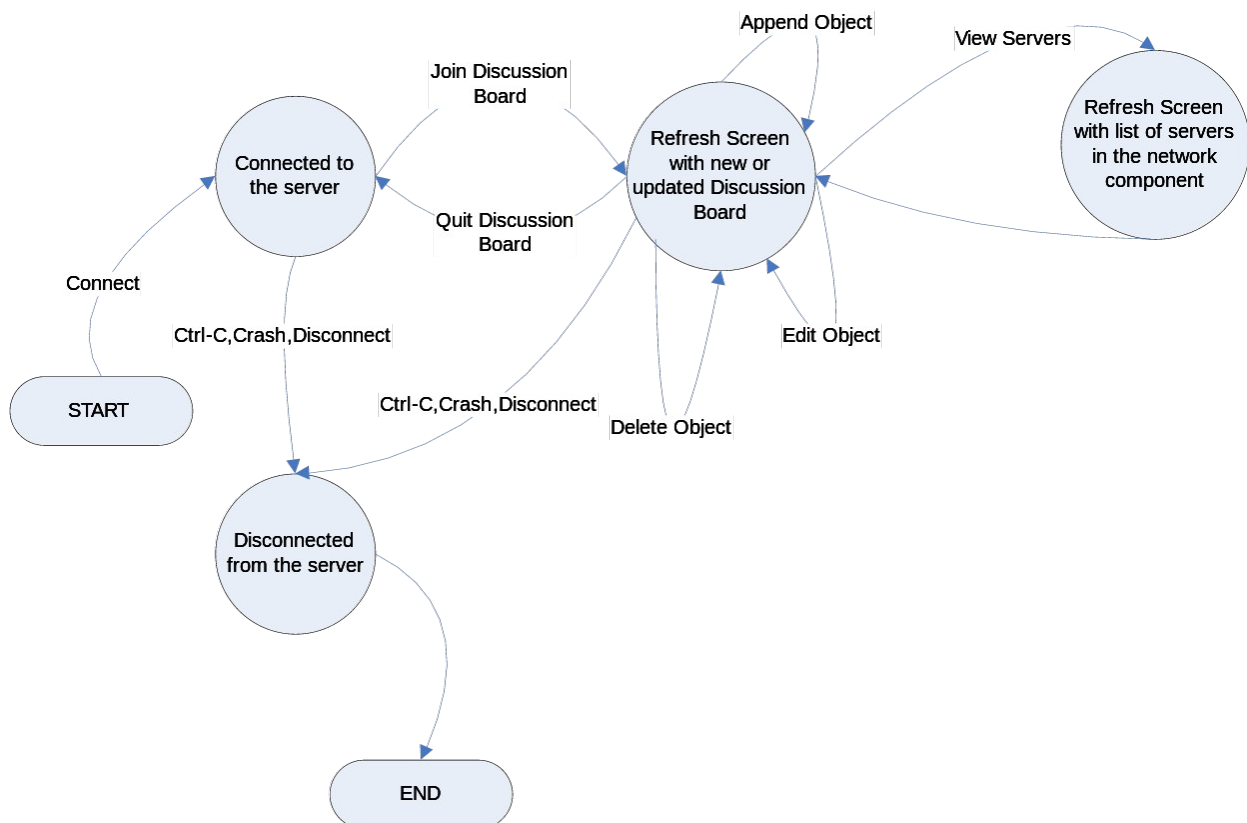 Append Object
View Servers
Join Discussion
Board
Refresh Screen
with list of servers
in the network
component
Refresh Screen
with new or
updated Discussion
Board
Connected to
the server
Quit Discussion
Board
Connect
Ctrl-C,Crash,Disconnect
Edit Object
START
Ctrl-C,Crash,Disconnect
Delete Object
Disconnected
from the server
END